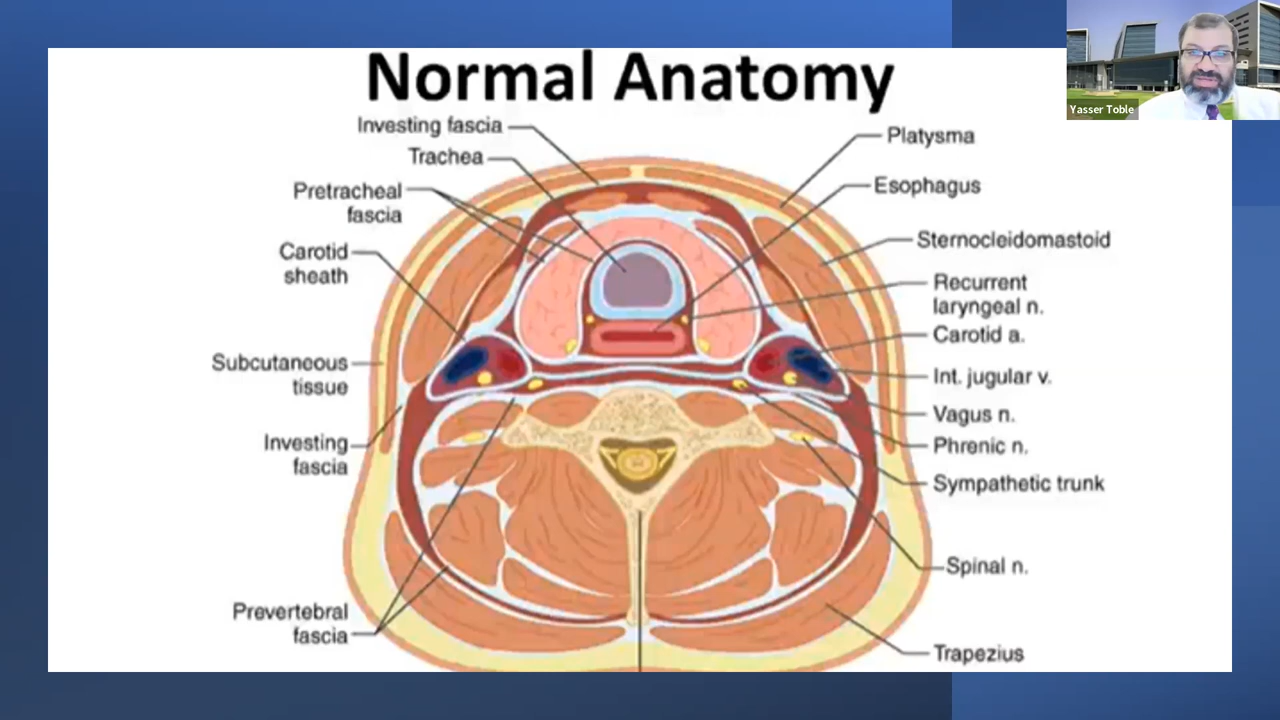 Normal Anatomy
Investing fascia
Trachea
Pretracheal
fascia
Carotid
sheath
Subcutaneous
tissue
Investing
fascia
Prevertebral
fascia
Platysma
Esophagus
Sternocleidomastoid
Recurrent
laryngeal n.
Carotid a.
Int. jugular v.
Vagus n.
Phrenic n.
Sympathetic trunk
Spinal n.
Trapezius
Yasser Toble